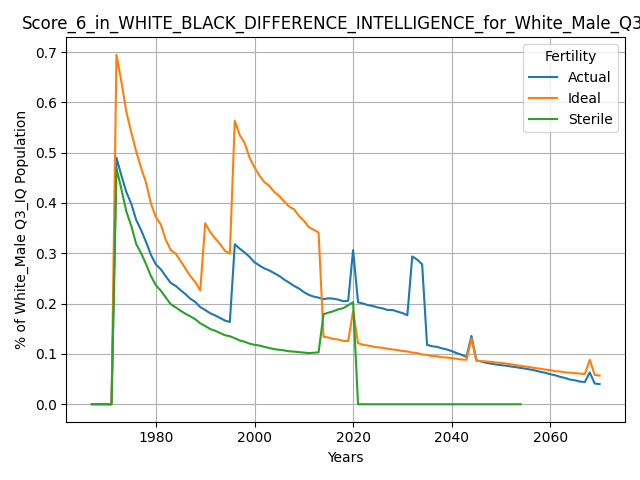 Score_6_in_WHITE_BLACK_DIFFERENCE_INTELLIGENCE_for_White_Male_Q3
Fertility
Actual
Ideal
Sterile
% of White_Male Q3_IQ Population
0.7
0.6
0.5
0.4
0.3
0.2
0.1
0.0
1980 2000 2020 2040 2060
Years